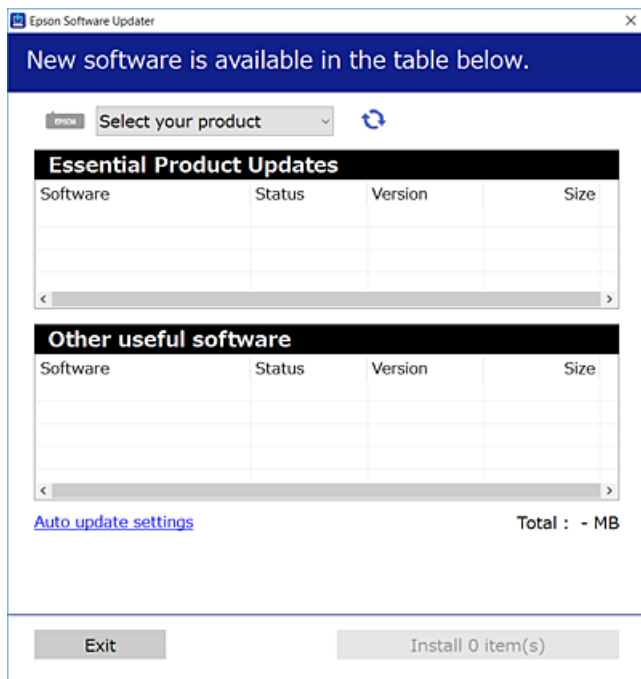 Epson Software Updater
New software is available in the table below.
EPSON Select your product
Essential Product Updates
Software Status Version Size
Other useful software
Software Status Version Size
Auto update settings Total : - MB
Exit Install 0 item(s)